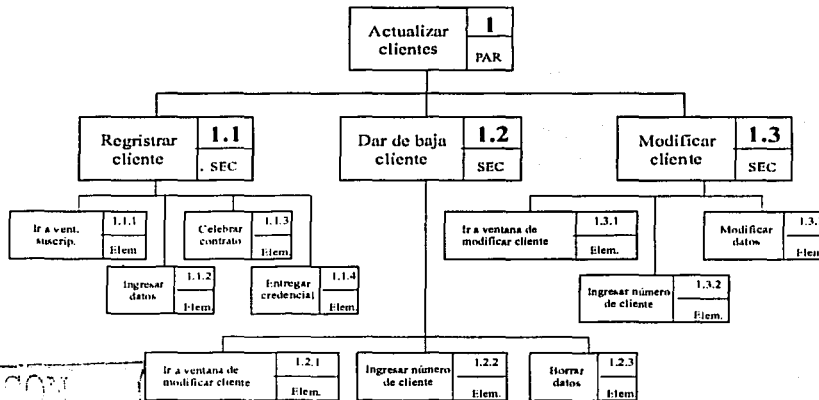 Actualizar
clientes
1
PAR
Regristrar
cliente
1.1
. SEC
Dar de baja
cliente
1.2
SEC
Modificar
cliente
1.3
SEC
Ir a vent.
suscrip.
1.1.1
Elem
Celebrar
contrato
1.1.3
Elem.
Ir a ventana de
modificar cliente
1.3.1
Elem.
Modificar
datos
1.3.
Elem
Ingresar
datos
1.1.2
Elem
Entregar
credencial
1.1.4
Elem.
Ingresar número
de cliente
1.3.2
Elem.
Ir a ventana de
modificar cliente
1.2.1
Elem.
Ingresar número
de cliente
1.2.2
Elem.
Borrar
datos
1.2.3
Elem
CON